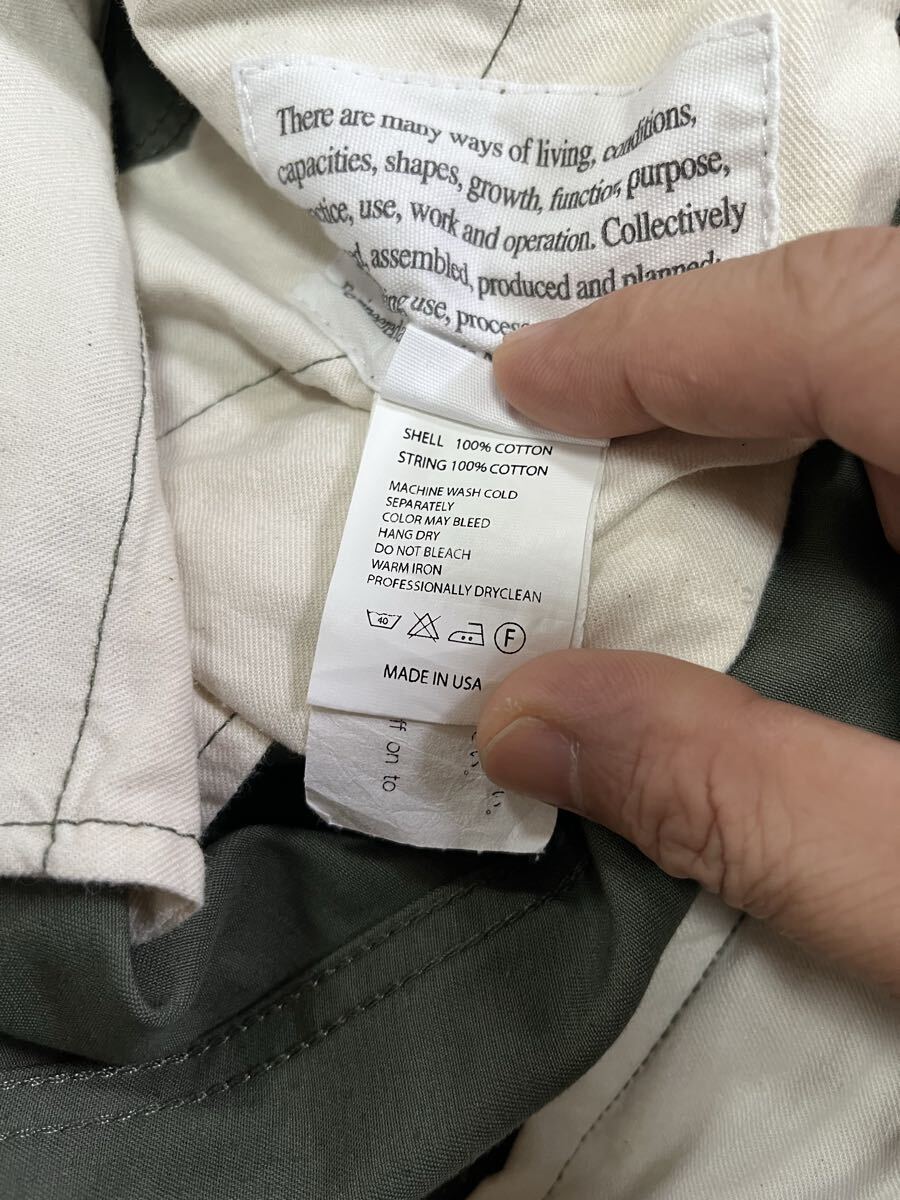 There are many ways of living, conditions,
capacities, shapes, growth, function, purpose,
use, work and operation. Collectively
assembled, produced and planned;
use,
SHELL 100% COTTON
STRING 100% COTTON
MACHINE WASH COLD
SEPARATELY
COLOR MAY BLEED
HANG DRY
DO NOT BLEACH
WARM IRON
PROFESSIONALLY DRYCLEAN
40
F
MADE IN USA
on to